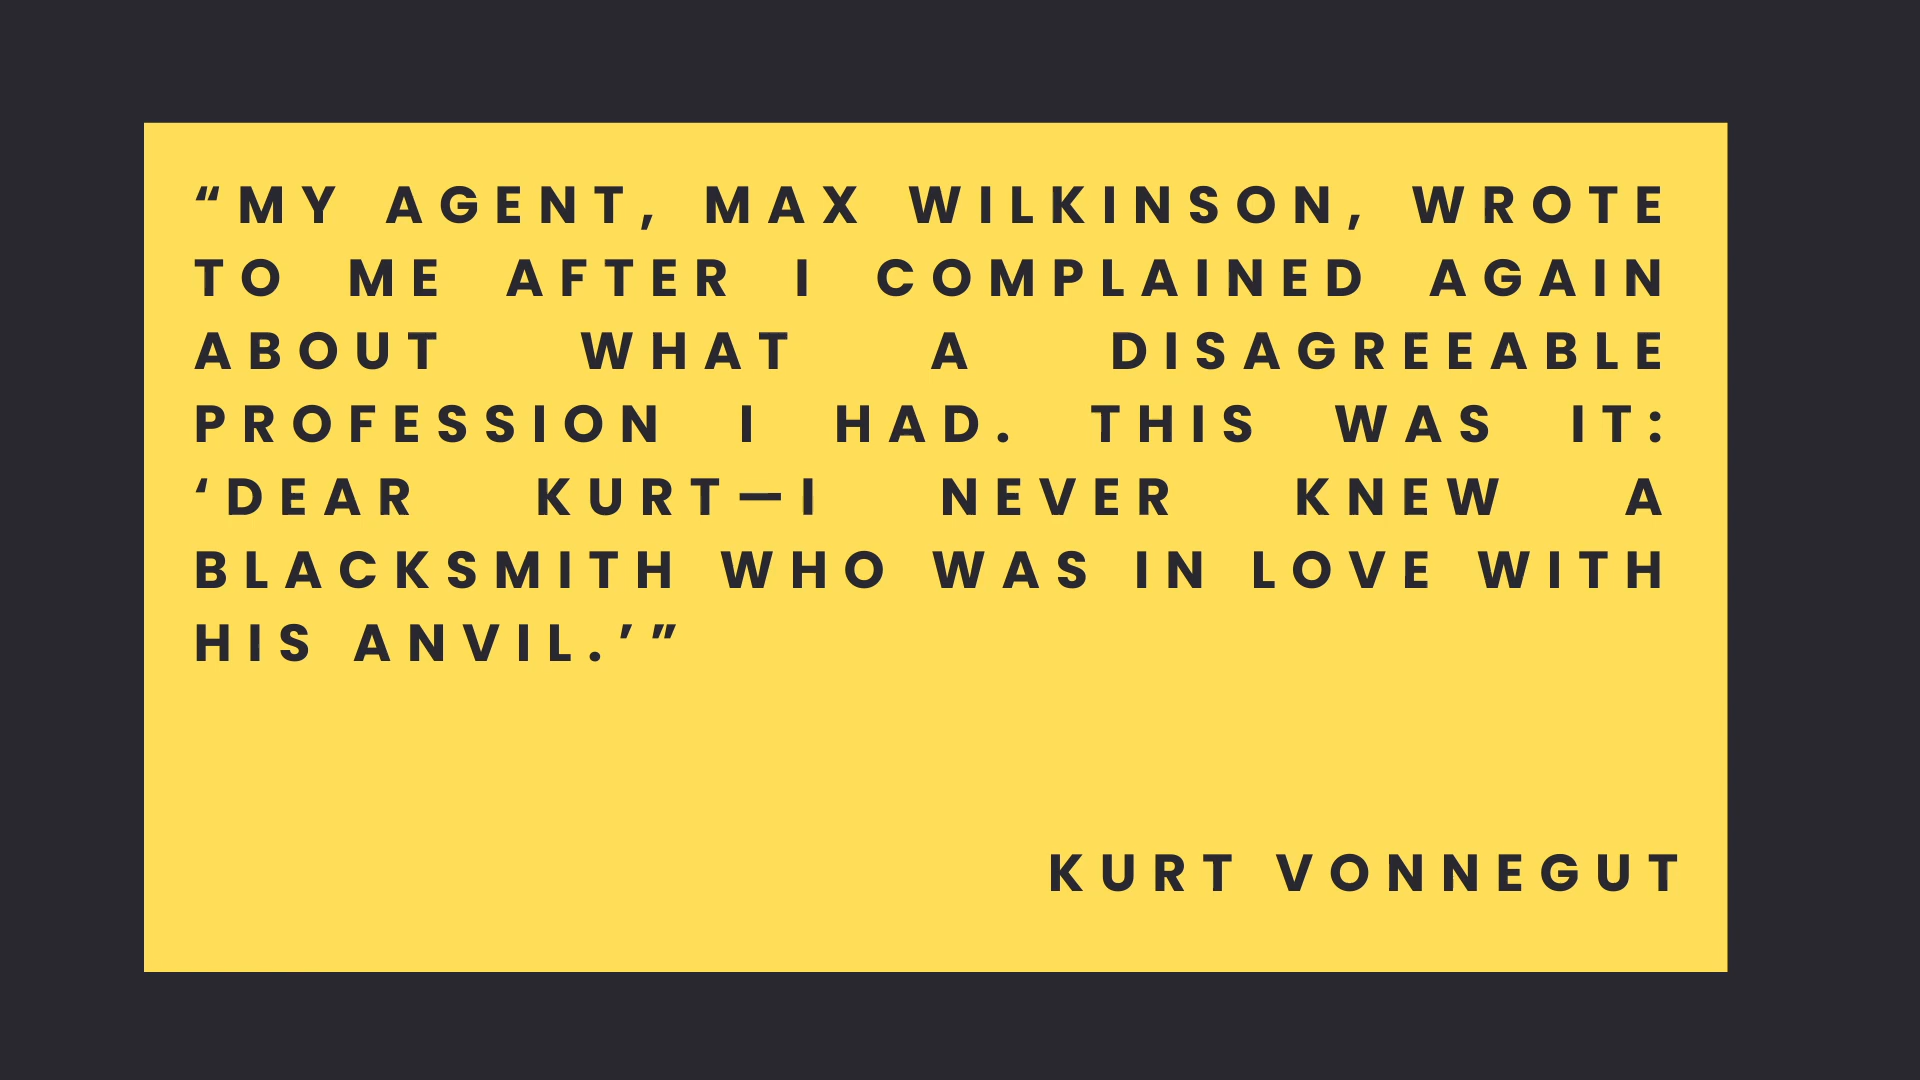 “MY AGENT, MAX WILKINSON, WROTE
TO ME AFTER I COMPLAINED AGAIN
ABOUT WHAT A DISAGREEABLE
PROFESSION I HAD. THIS WAS IT:
‘DEAR KURT—I NEVER KNEW A
BLACKSMITH WHO WAS IN LOVE WITH
HIS ANVIL.’”
KURT VONNEGUT